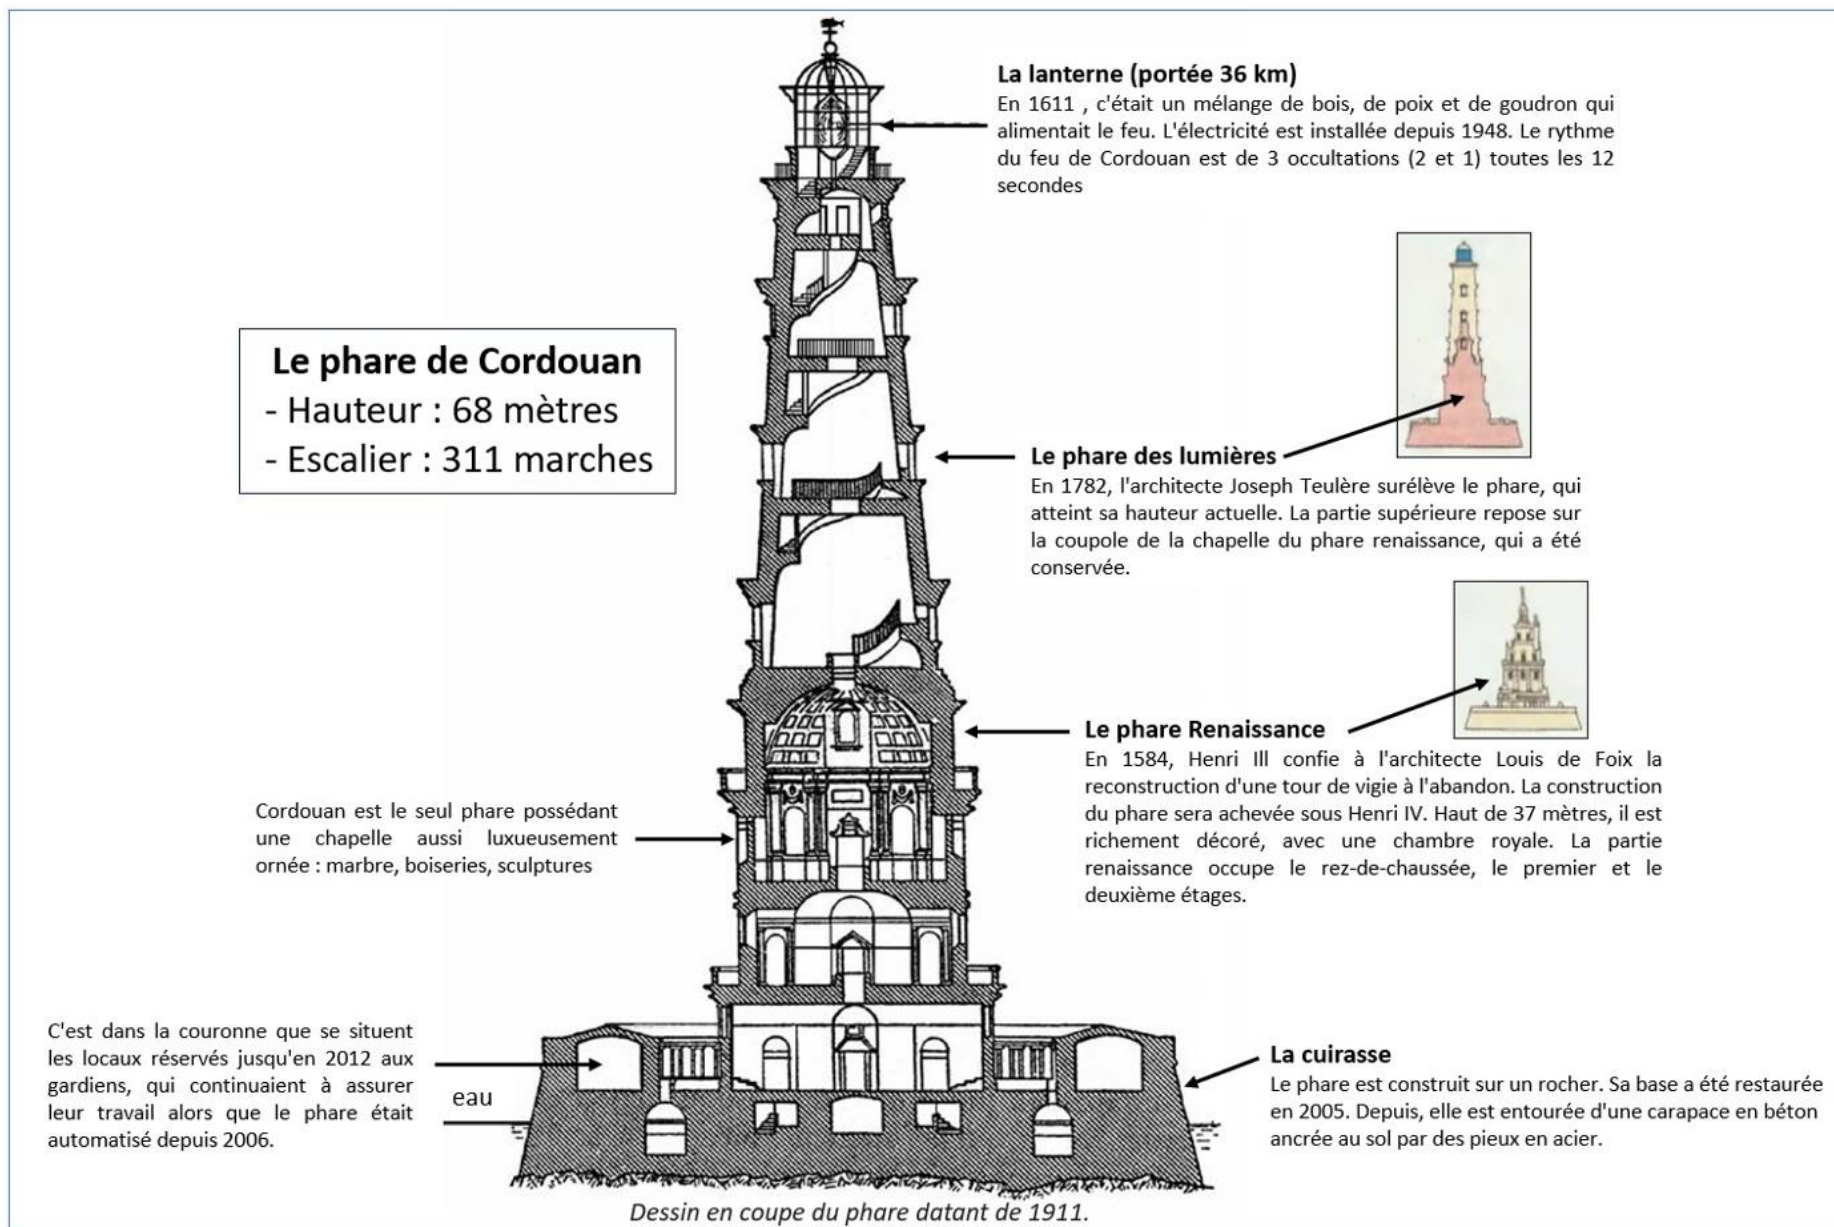 La lanterne (portée 36 km)
En 1611 , c'était un mélange de bois, de poix et de goudron qui
alimentait le feu. L'électricité est installée depuis 1948. Le rythme
du feu de Cordouan est de 3 occultations (2 et 1) toutes les 12
secondes
Le phare de Cordouan
- Hauteur : 68 mètres
- Escalier : 311 marches
Le phare des lumières
En 1782, l'architecte Joseph Teulère surélève le phare, qui
atteint sa hauteur actuelle. La partie supérieure repose sur
la coupole de la chapelle du phare renaissance, qui a été
conservée.
Le phare Renaissance
En 1584, Henri III confie à l'architecte Louis de Foix la
reconstruction d'une tour de vigie à l'abandon. La construction
du phare sera achevée sous Henri IV. Haut de 37 mètres, il est
richement décoré, avec une chambre royale. La partie
renaissance occupe le rez-de-chaussée, le premier et le
deuxième étages.
Cordouan est le seul phare possédant
une chapelle aussi luxueusement
ornée : marbre, boiseries, sculptures
C'est dans la couronne que se situent
les locaux réservés jusqu'en 2012 aux
gardiens, qui continuaient à assurer
leur travail alors que le phare était
automatisé depuis 2006.
eau
La cuirasse
Le phare est construit sur un rocher. Sa base a été restaurée
en 2005. Depuis, elle est entourée d'une carapace en béton
ancrée au sol par des pieux en acier.
Dessin en coupe du phare datant de 1911.